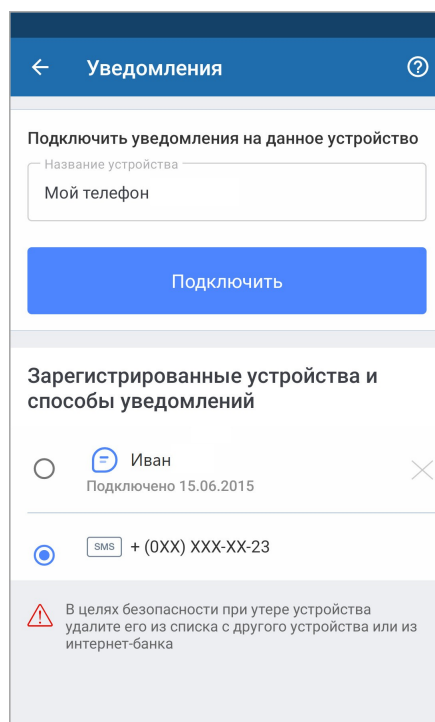 Уведомления
Подключить уведомления на данное устройство
Название устройства
Мой телефон
Подключить
Зарегистрированные устройства и
способы уведомлений
Иван
Подключено 15.06.2015
SMS + (0XX) XXX-XX-23
В целях безопасности при утере устройства
удалите его из списка с другого устройства или из
интернет-банка